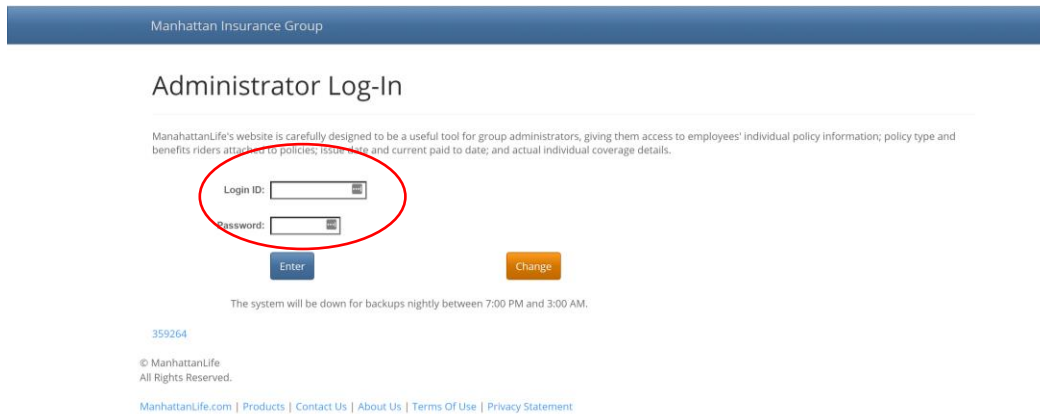 Manhattan Insurance Group
Administrator Log-In
ManahattanLife's website is carefully designed to be a useful tool for group administrators, giving them access to employees' individual policy information; policy type and
benefits riders attached to policies; issue date and current paid to date; and actual individual coverage details.
Login ID:
Password:
Enter Change
The system will be down for backups nightly between 7:00 PM and 3:00 AM.
359264
© ManhattanLife
All Rights Reserved.
ManhattanLife.com | Products | Contact Us | About Us | Terms Of Use | Privacy Statement